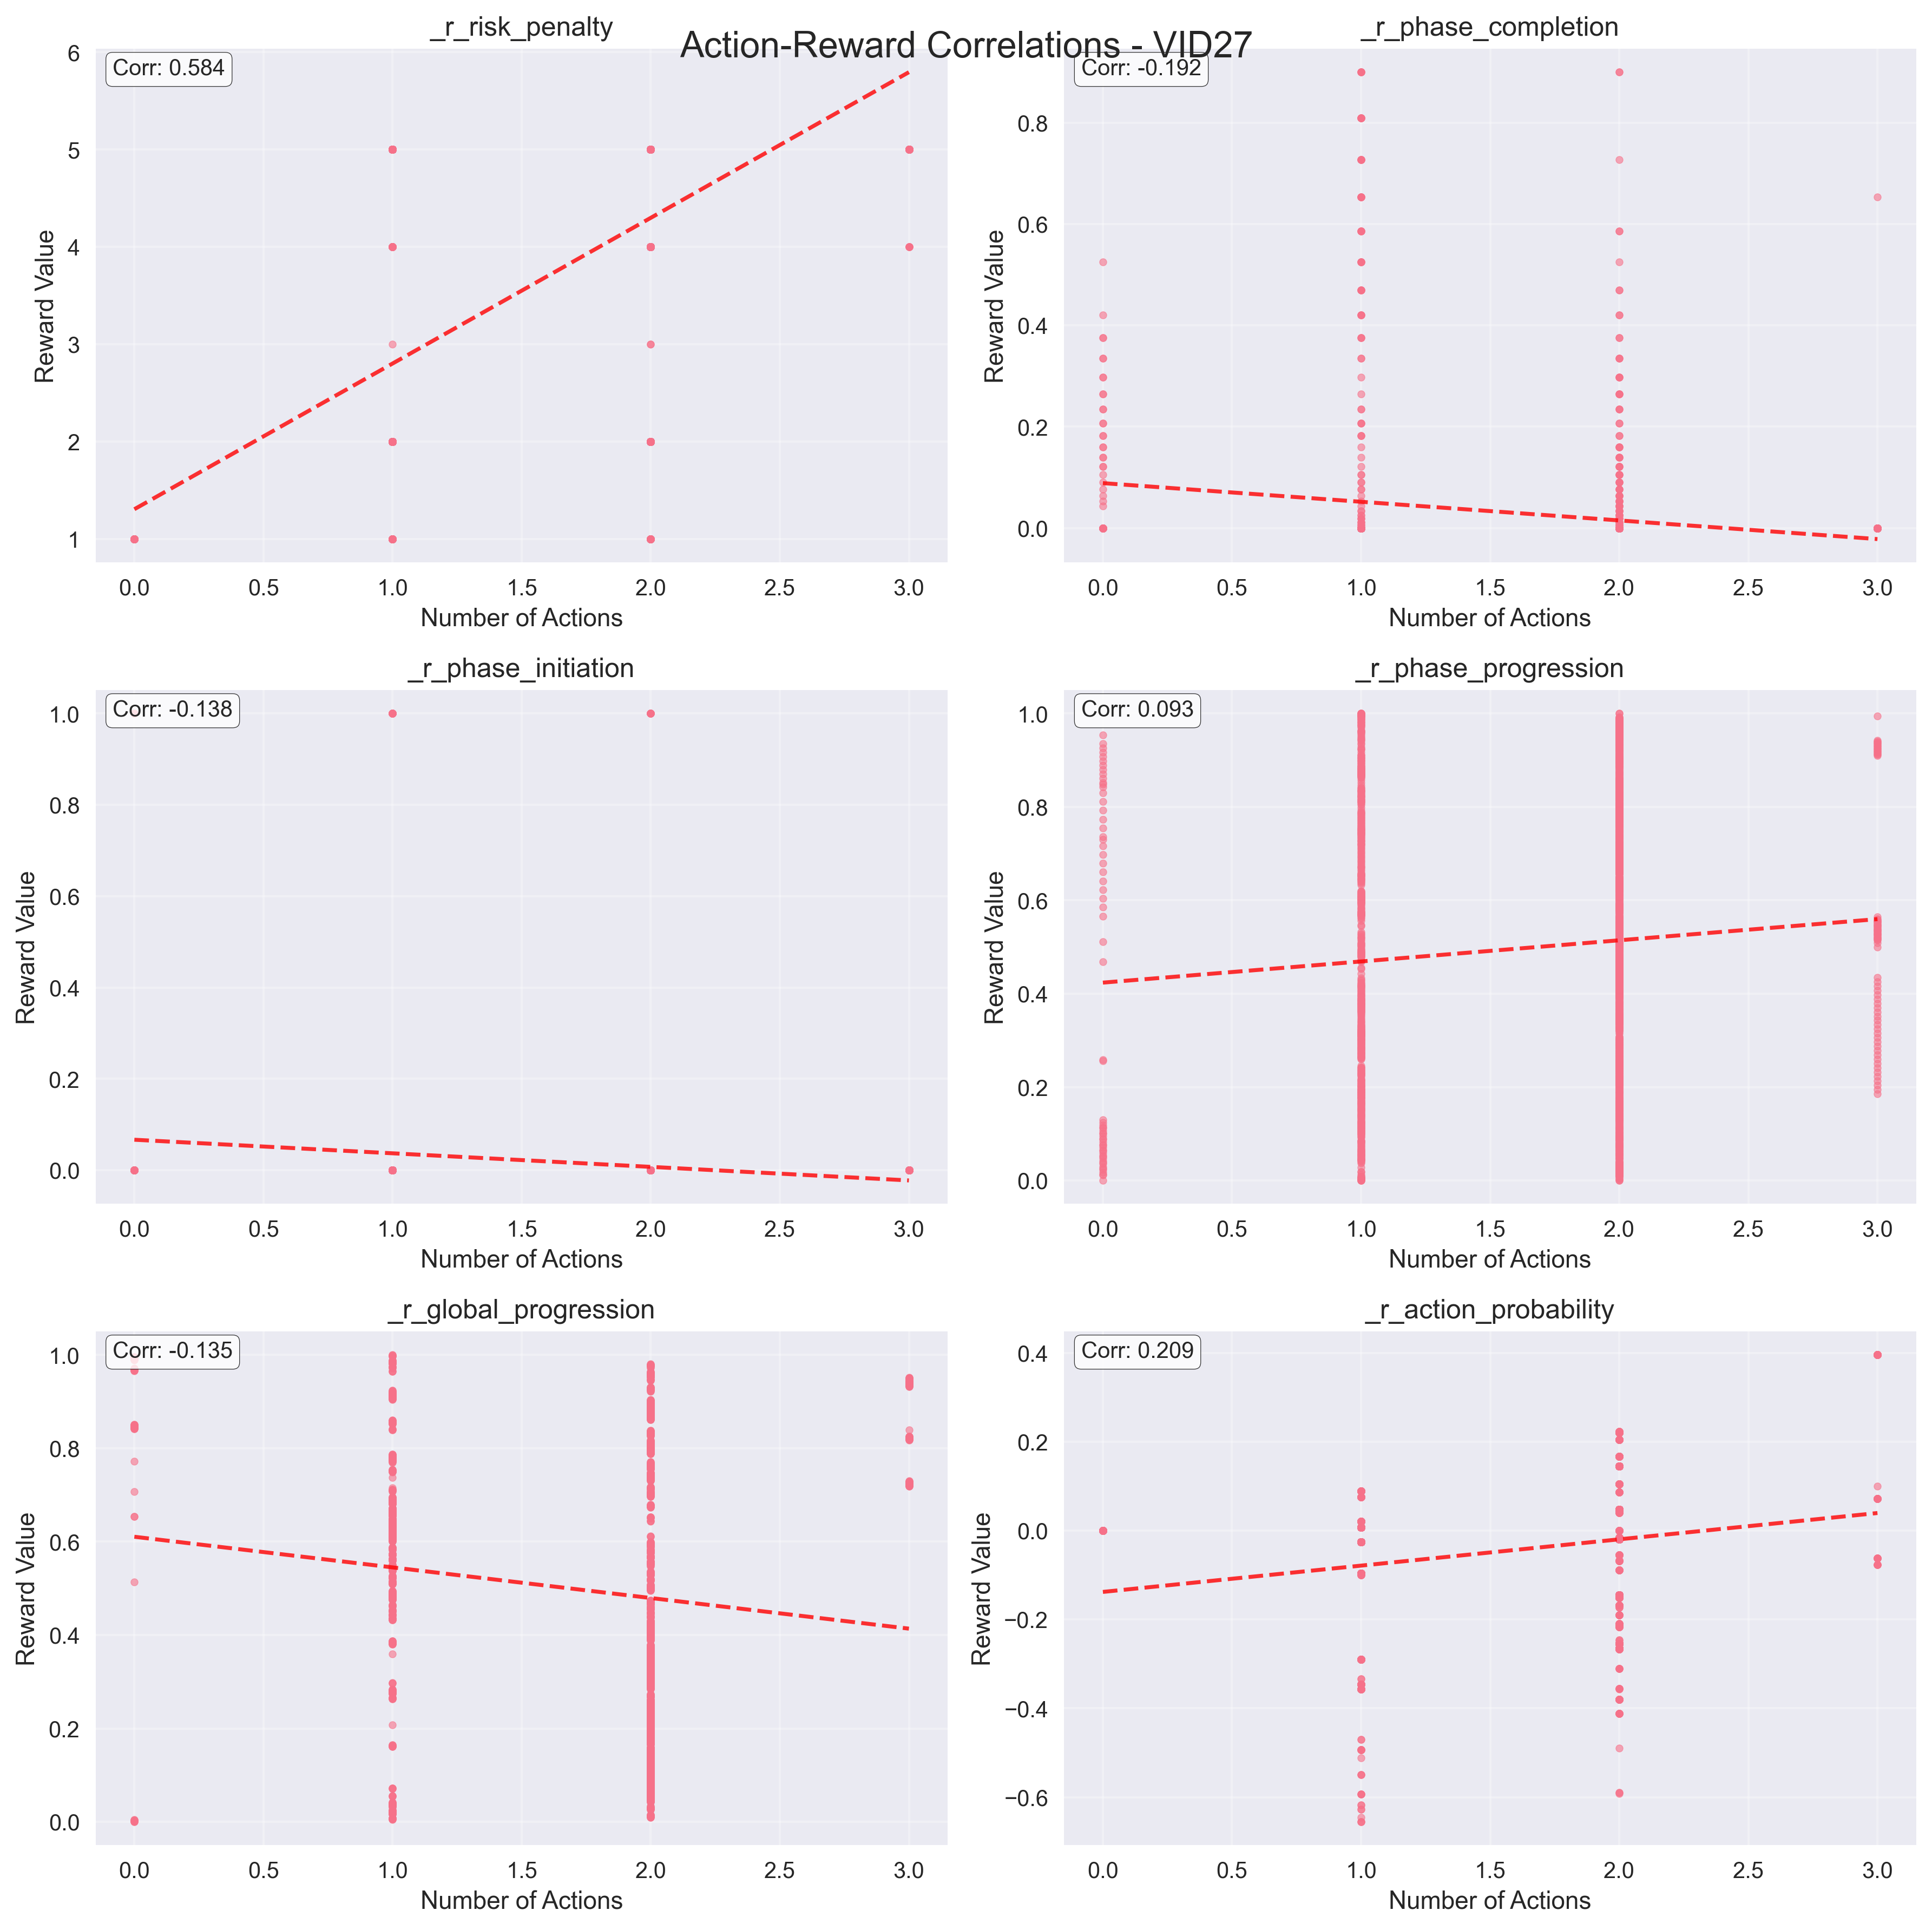 Action-Reward Correlations - VID27
_r_risk_penalty
Corr: 0.584
Reward Value
6
5
4
3
2
1
0.0 0.5 1.0 1.5 2.0 2.5 3.0
Number of Actions
_r_phase_completion
Corr: -0.192
Reward Value
0.8
0.6
0.4
0.2
0.0
0.0 0.5 1.0 1.5 2.0 2.5 3.0
Number of Actions
_r_phase_initiation
Corr: -0.138
Reward Value
1.0
0.8
0.6
0.4
0.2
0.0
0.0 0.5 1.0 1.5 2.0 2.5 3.0
Number of Actions
_r_phase_progression
Corr: 0.093
Reward Value
1.0
0.8
0.6
0.4
0.2
0.0
0.0 0.5 1.0 1.5 2.0 2.5 3.0
Number of Actions
_r_global_progression
Corr: -0.135
Reward Value
1.0
0.8
0.6
0.4
0.2
0.0
0.0 0.5 1.0 1.5 2.0 2.5 3.0
Number of Actions
_r_action_probability
Corr: 0.209
Reward Value
0.4
0.2
0.0
−0.2
−0.4
−0.6
0.0 0.5 1.0 1.5 2.0 2.5 3.0
Number of Actions